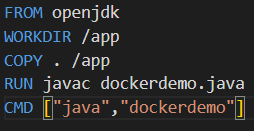 FROM openjdk
WORKDIR /app
COPY . /app
RUN javac dockerdemo.java
CMD ["java","dockerdemo"]